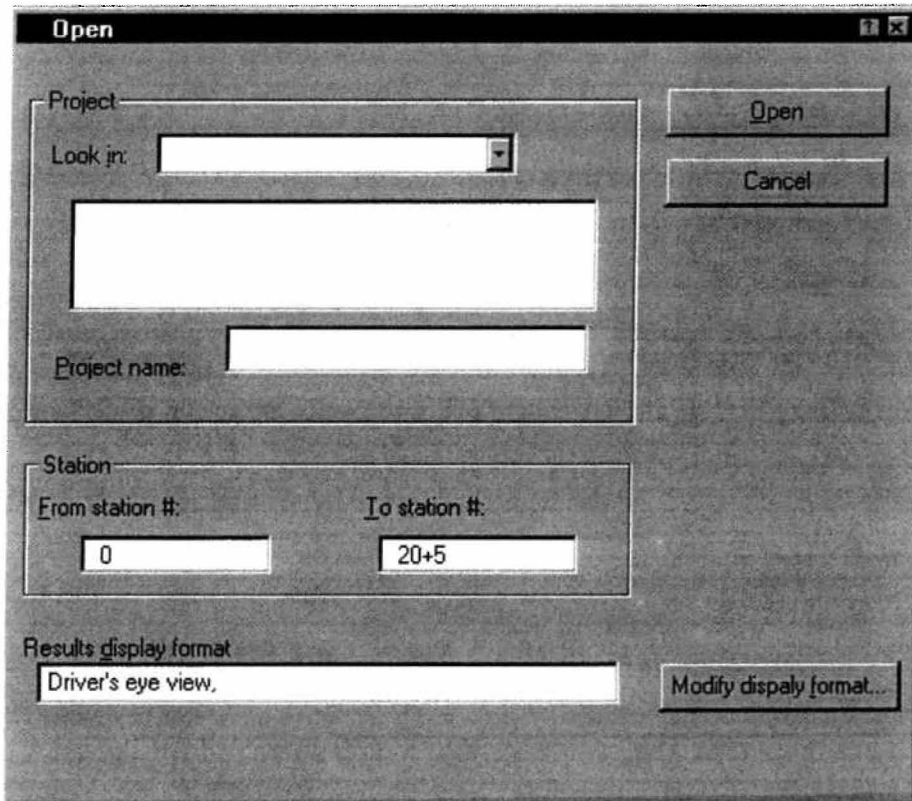 Open
Project
Open
Look in:
Cancel
Project name:
Station
From station #:
To station #:
0
20+5
Results display format
Driver's eye view,
Modify dispaly format...